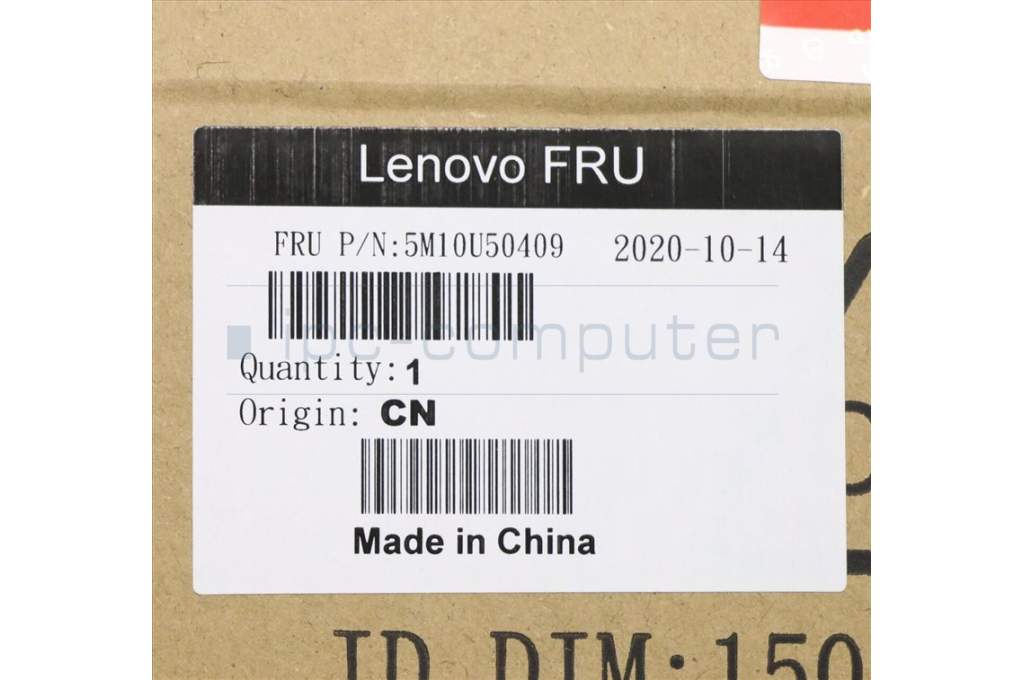 Lenovo FRU
FRU P/N:5M10U50409 2020-10-14
ipc-computer
Quantity:1
Origin: CN
Made in China
ID DIM:150